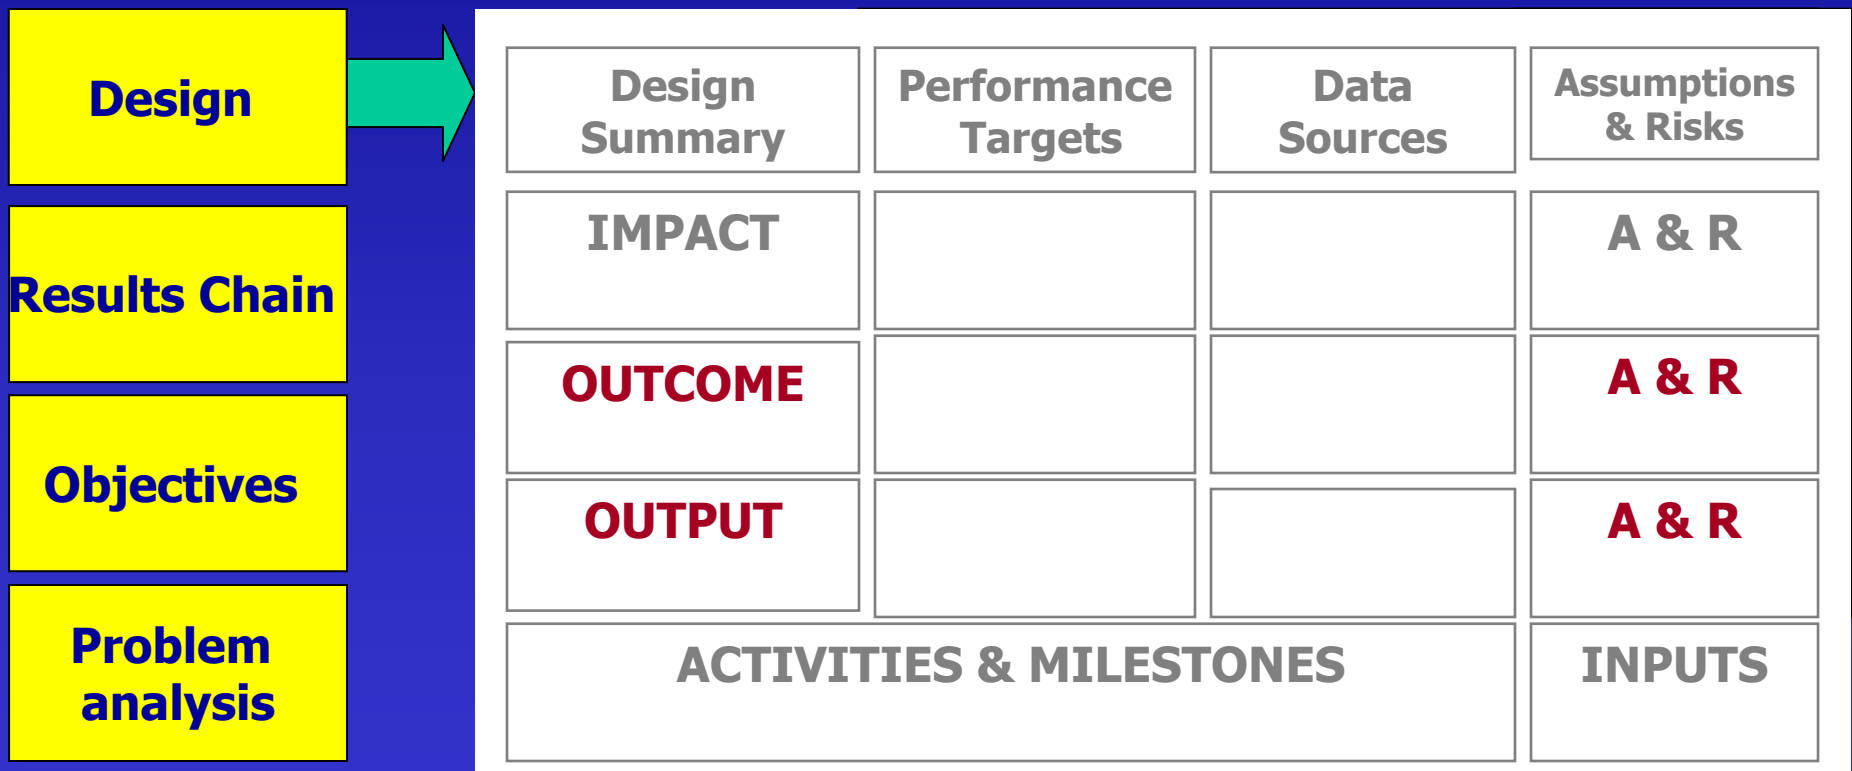 Design
Results Chain
Objectives
Problem
analysis
Design
Summary
Performance
Targets
Data
Sources
Assumptions
& Risks
IMPACT
A & R
OUTCOME
A & R
OUTPUT
A & R
ACTIVITIES & MILESTONES
INPUTS